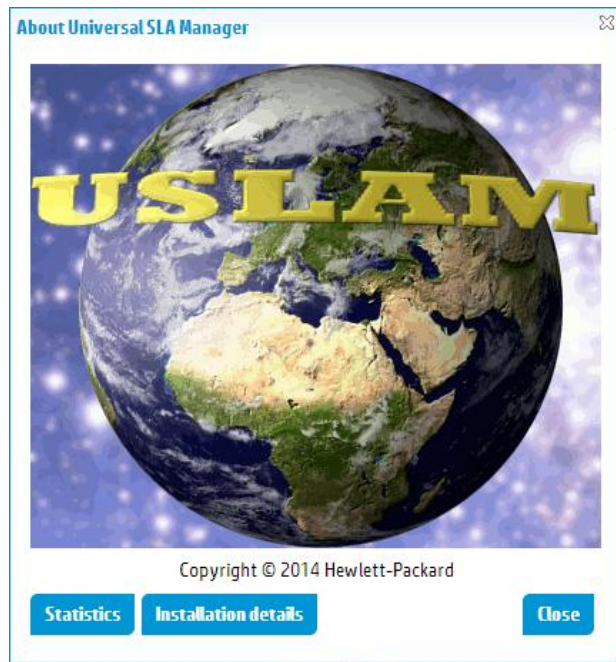 About Universal SLA Manager
USLAM
Copyright © 2014 Hewlett-Packard
Statistics
Installation details
Close